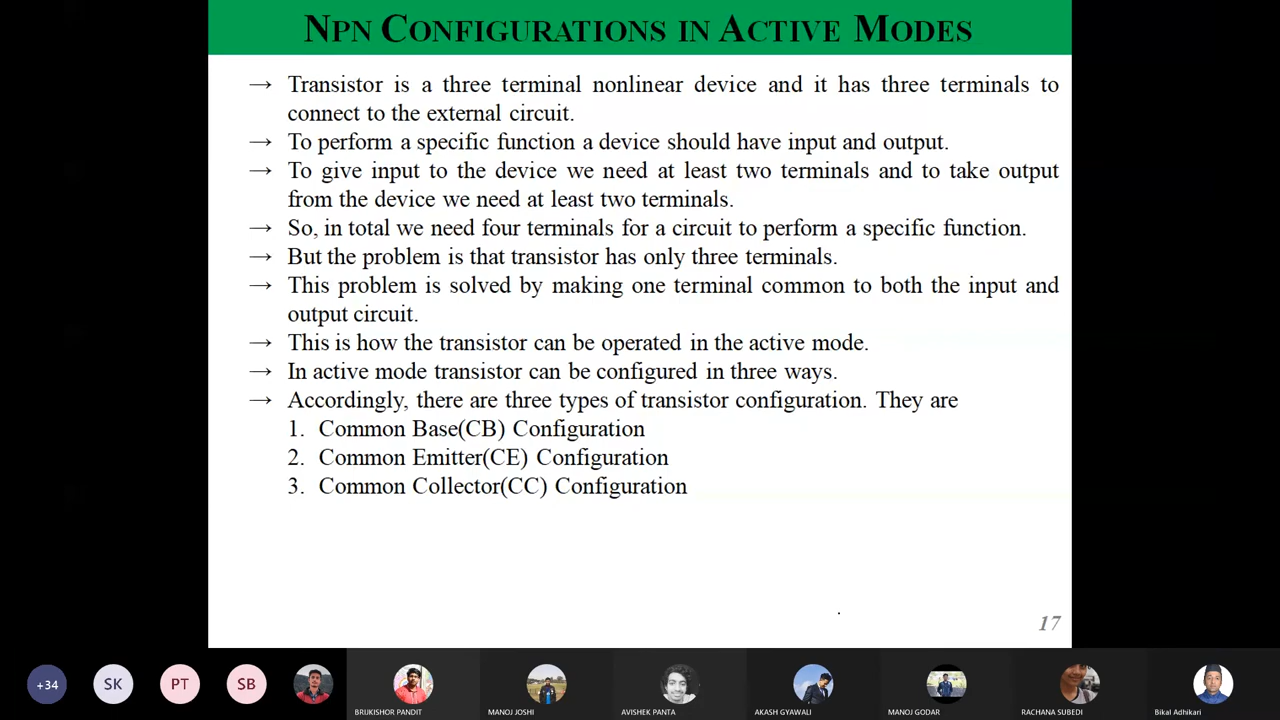 NPN CONFIGURATIONS IN ACTIVE MODES
→ Transistor is a three terminal nonlinear device and it has three terminals to
connect to the external circuit.
→ To perform a specific function a device should have input and output.
→ To give input to the device we need at least two terminals and to take output
from the device we need at least two terminals.
→ So, in total we need four terminals for a circuit to perform a specific function.
→ But the problem is that transistor has only three terminals.
→ This problem is solved by making one terminal common to both the input and
output circuit.
→ This is how the transistor can be operated in the active mode.
→ In active mode transistor can be configured in three ways.
→ Accordingly, there are three types of transistor configuration. They are
1. Common Base(CB) Configuration
2. Common Emitter(CE) Configuration
3. Common Collector(CC) Configuration
17
+34
SK
PT
SB
BRIJKISHOR PANDIT
MANOJ JOSHI
AVISHEK PANTA
AKASH GYAWALI
MANOJ GODAR
RACHANA SUBEDI
Bikal Adhikari